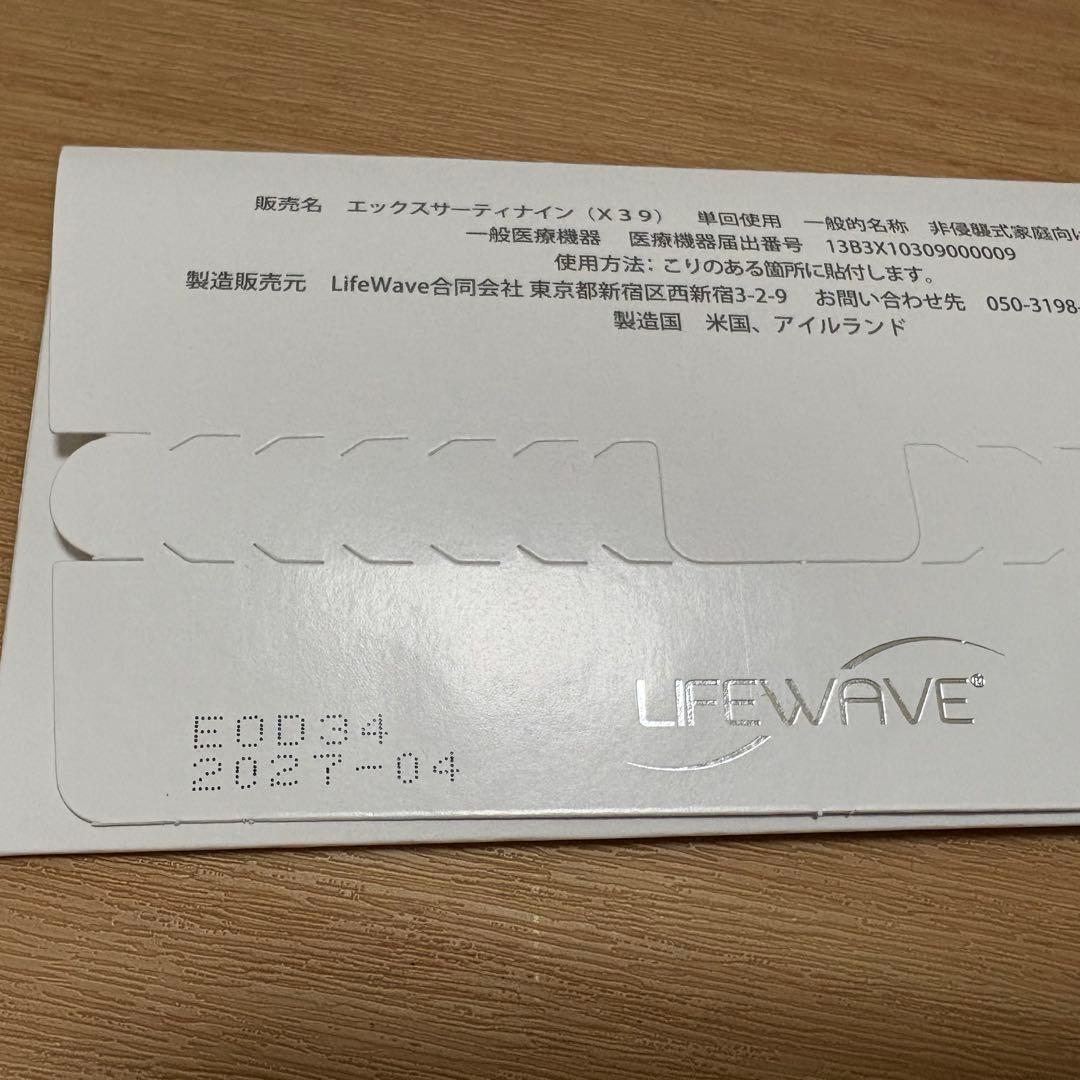 販売名　エックスサーティナイン（X３９）　単回使用　一般的名称　非侵襲式家庭向け
一般医療機器　医療機器届出番号　13B3X10309000009
使用方法：こりのある箇所に貼付します。
製造販売元　LifeWave合同会社 東京都新宿区西新宿3-2-9　お問い合わせ先　050-3198-
製造国　米国、アイルランド
LIFEWAVE®
E0D34
2027-04